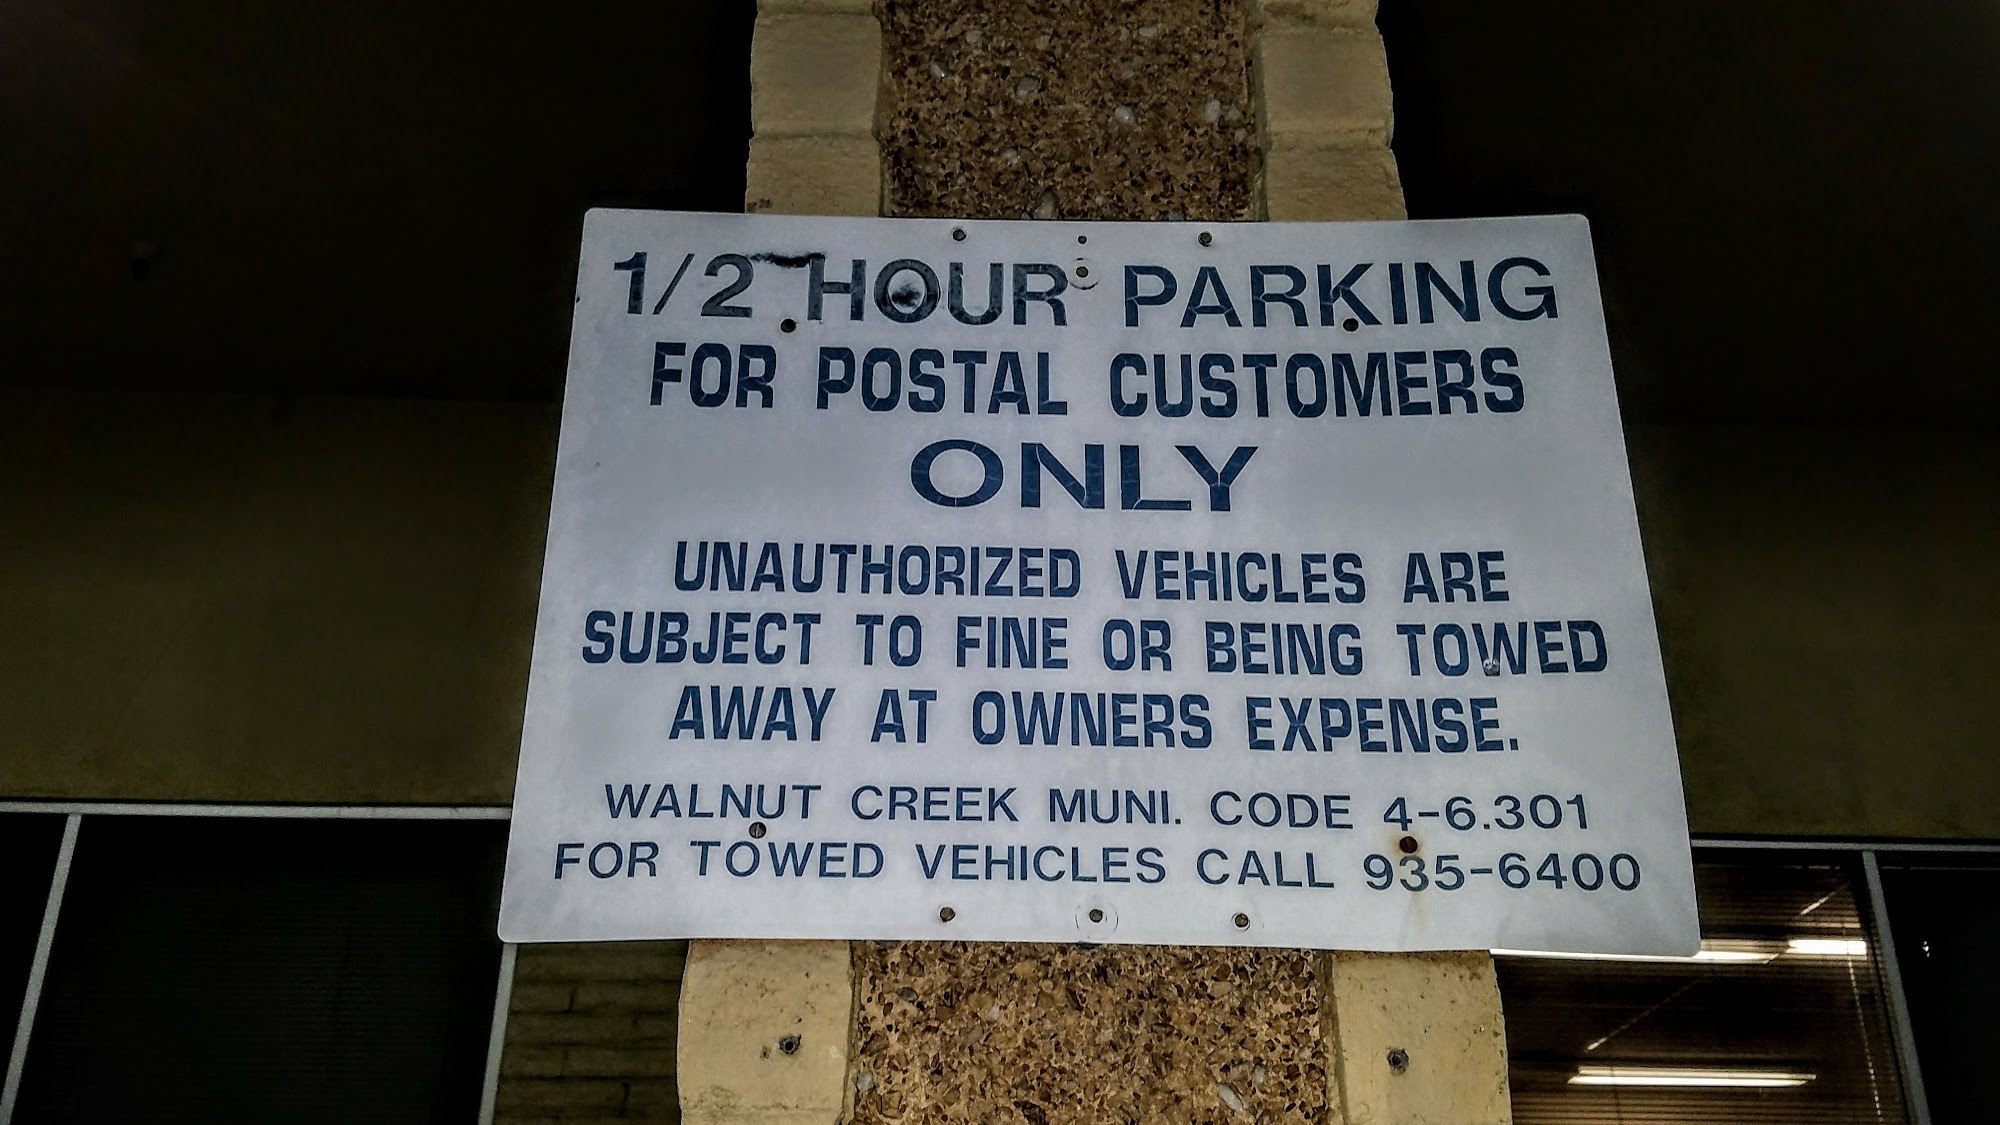 1/2 HOUR PARKING
FOR POSTAL CUSTOMERS
ONLY
UNAUTHORIZED VEHICLES ARE
SUBJECT TO FINE OR BEING TOWED
AWAY AT OWNERS EXPENSE.
WALNUT CREEK MUNI. CODE 4-6.301
FOR TOWED VEHICLES CALL 935-6400